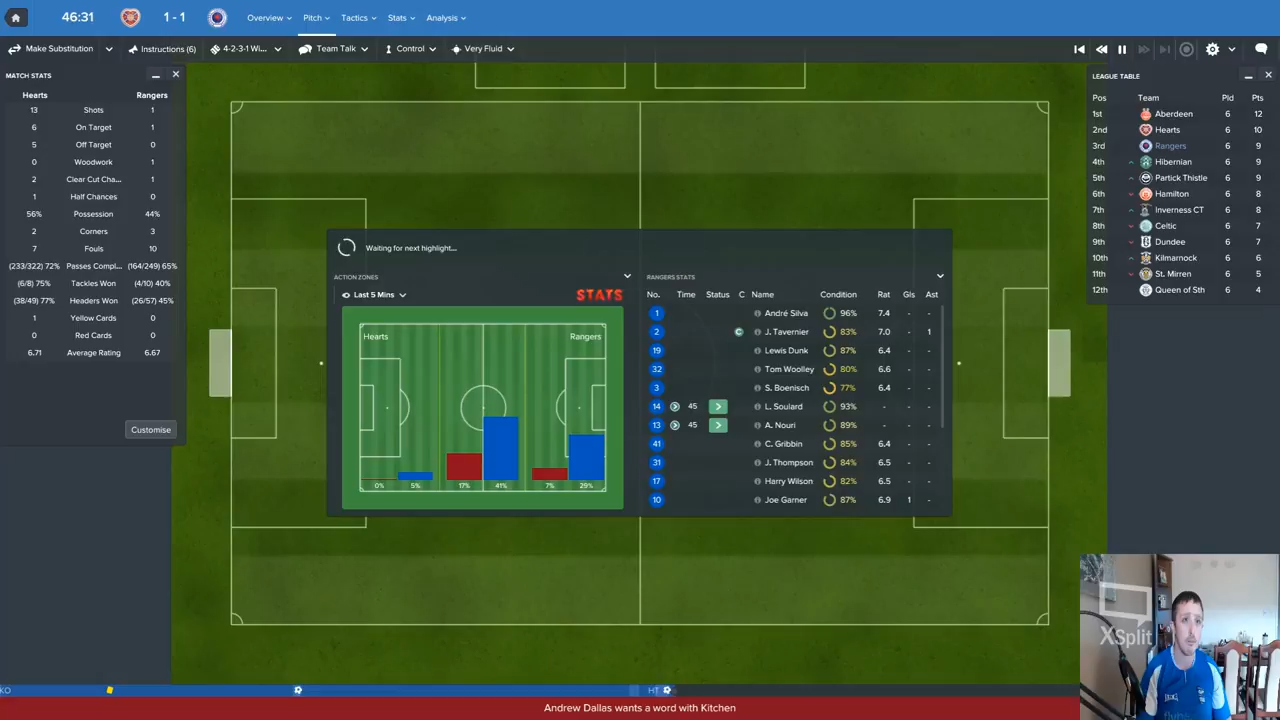 46:31 1 - 1 Overview Pitch Tactics Stats Analysis
Make Substitution Instructions (6) 4-2-3-1 Wi... Team Talk Control Very Fluid
MATCH STATS
Hearts Rangers
13 Shots 1
6 On Target 1
5 Off Target 0
0 Woodwork 1
2 Clear Cut Cha... 1
1 Half Chances 0
56% Possession 44%
2 Corners 3
7 Fouls 10
(233/322) 72% Passes Compl... (164/249) 65%
(6/8) 75% Tackles Won (4/10) 40%
(38/49) 77% Headers Won (26/57) 45%
1 Yellow Cards 0
0 Red Cards 0
6.71 Average Rating 6.67
Customise
Waiting for next highlight...
ACTION ZONES
Last 5 Mins STATS
Hearts Rangers
0% 5% 17% 41% 7% 29%
RANGERS STATS
No. Time Status C Name Condition Rat Gls Ast
1 André Silva 96% 7.4 - -
2 C J. Tavernier 83% 7.0 - 1
19 Lewis Dunk 87% 6.4 - -
32 Tom Woolley 80% 6.6 - -
3 S. Boenisch 77% 6.4 - -
14 45 L. Soulard 93% - - -
13 45 A. Nouri 89% - - -
41 C. Gribbin 85% 6.4 - -
31 J. Thompson 84% 6.5 - -
17 Harry Wilson 82% 6.5 - -
10 Joe Garner 87% 6.9 1 -
LEAGUE TABLE
Pos Team Pld Pts
1st Aberdeen 6 12
2nd Hearts 6 10
3rd Rangers 6 9
4th Hibernian 6 9
5th Partick Thistle 6 9
6th Hamilton 6 8
7th Inverness CT 6 8
8th Celtic 6 7
9th Dundee 6 7
10th Kilmarnock 6 6
11th St. Mirren 6 5
12th Queen of Sth 6 4
XSplit
KO HT
Andrew Dallas wants a word with Kitchen